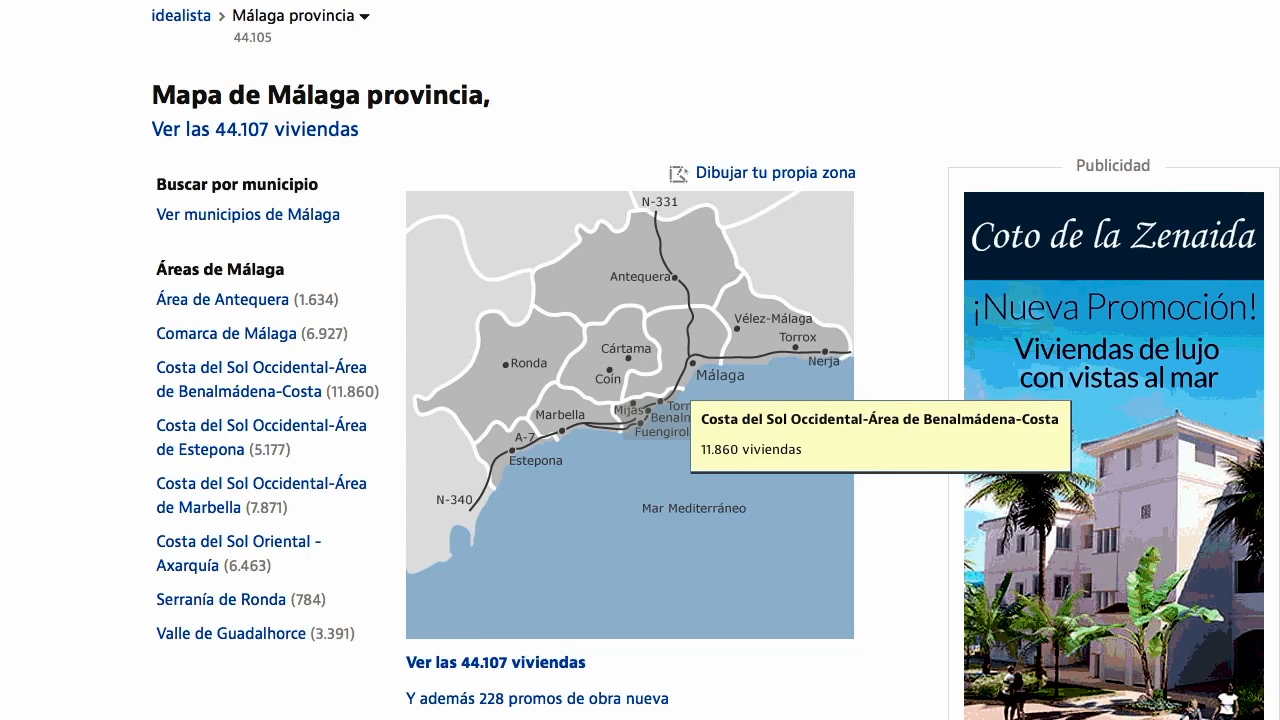 idealista > Málaga provincia
44.105
Mapa de Málaga provincia,
Ver las 44.107 viviendas
Buscar por municipio
Ver municipios de Málaga
Áreas de Málaga
Área de Antequera (1.634)
Comarca de Málaga (6.927)
Costa del Sol Occidental-Área
de Benalmádena-Costa (11.860)
Costa del Sol Occidental-Área
de Estepona (5.177)
Costa del Sol Occidental-Área
de Marbella (7.871)
Costa del Sol Oriental -
Axarquía (6.463)
Serranía de Ronda (784)
Valle de Guadalhorce (3.391)
Dibujar tu propia zona
N-331
Antequera
Vélez-Málaga
Torrox
Nerja
Cártama
Ronda
Coín
Málaga
Mijas
Torr
Benaln
Marbella
Fuengirol
A-7
Estepona
N-340
Mar Mediterráneo
Costa del Sol Occidental-Área de Benalmádena-Costa
11.860 viviendas
Ver las 44.107 viviendas
Y además 228 promos de obra nueva
Publicidad
Coto de la Zenaida
¡Nueva Promoción!
Viviendas de lujo
con vistas al mar